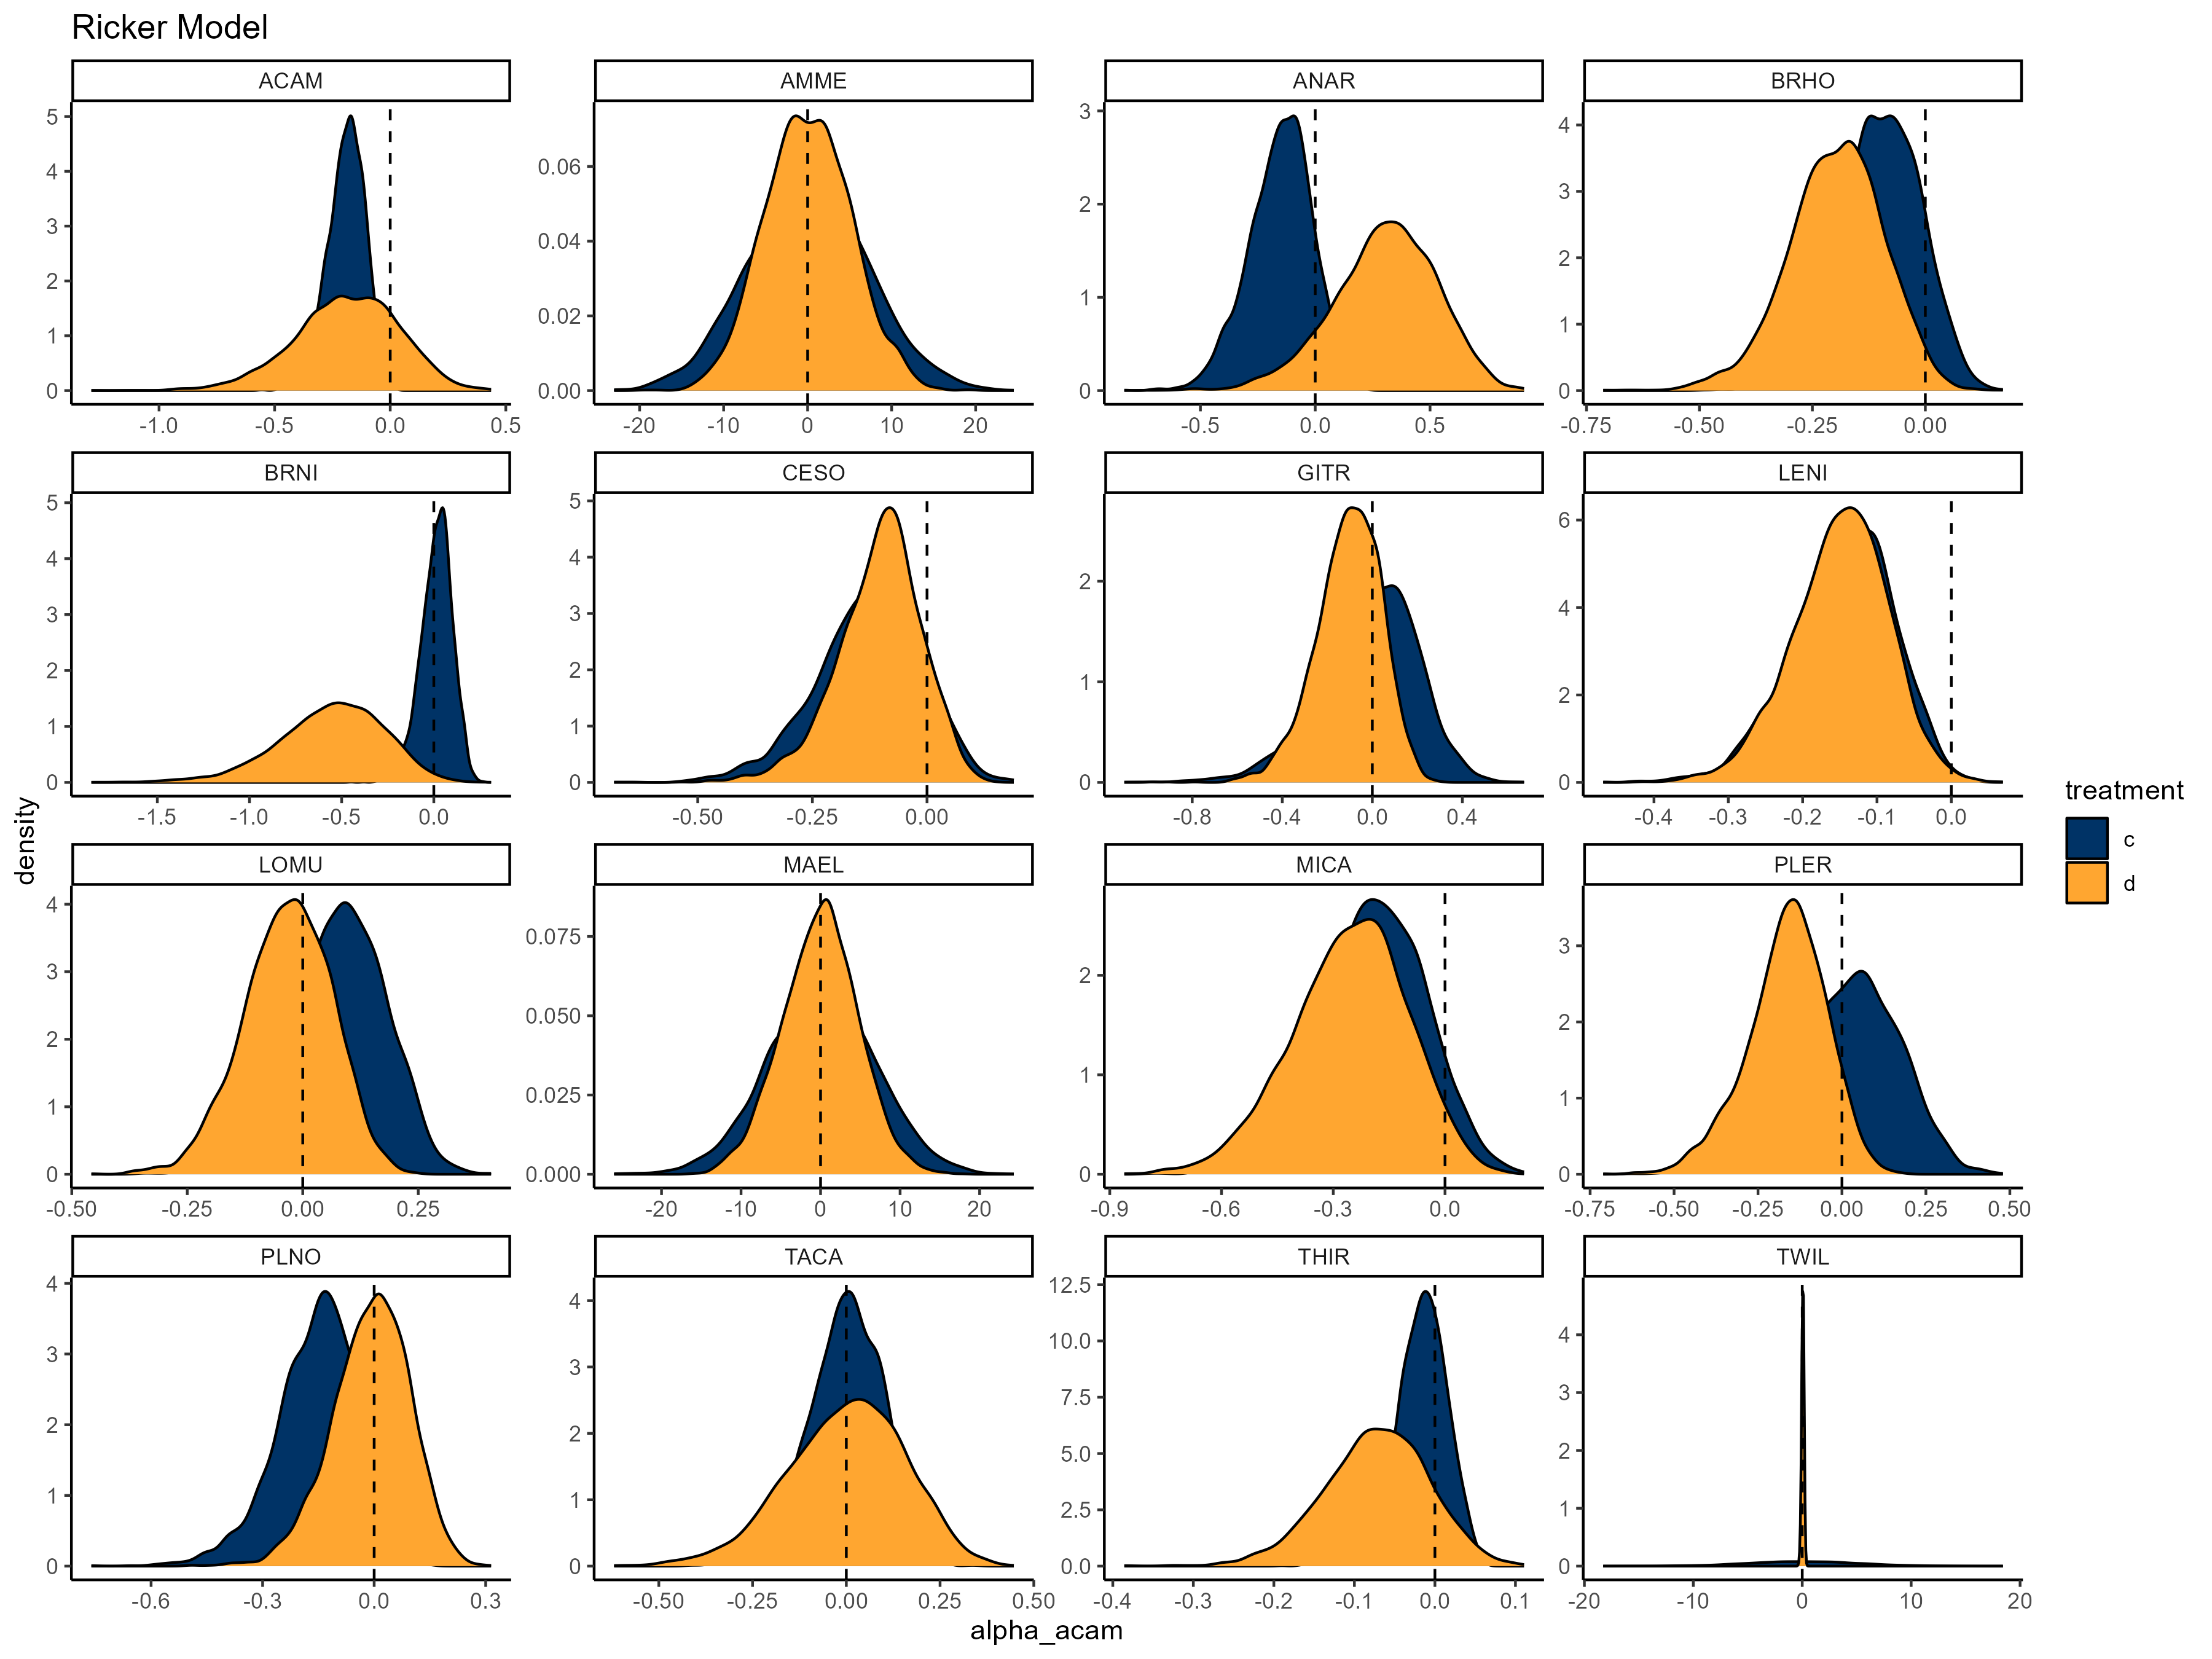 Ricker Model
ACAM AMME ANAR BRHO
5 4 3 2 1 0
0.06 0.04 0.02 0.00
3 2 1 0
4 3 2 1 0
-1.0 -0.5 0.0 0.5
-20 -10 0 10 20
-0.5 0.0 0.5
-0.75 -0.50 -0.25 0.00
BRNI CESO GITR LENI
5 4 3 2 1 0
5 4 3 2 1 0
2 1 0
6 4 2 0
-1.5 -1.0 -0.5 0.0
-0.50 -0.25 0.00
-0.8 -0.4 0.0 0.4
-0.4 -0.3 -0.2 -0.1 0.0
LOMU MAEL MICA PLER
4 3 2 1 0
0.075 0.050 0.025 0.000
2 1 0
3 2 1 0
-0.50 -0.25 0.00 0.25
-20 -10 0 10 20
-0.9 -0.6 -0.3 0.0
-0.75 -0.50 -0.25 0.00 0.25 0.50
PLNO TACA THIR TWIL
4 3 2 1 0
4 3 2 1 0
12.5 10.0 7.5 5.0 2.5 0.0
4 3 2 1 0
-0.6 -0.3 0.0 0.3
-0.50 -0.25 0.00 0.25 0.50
-0.4 -0.3 -0.2 -0.1 0.0 0.1
-20 -10 0 10 20
alpha_acam
density
treatment
c
d